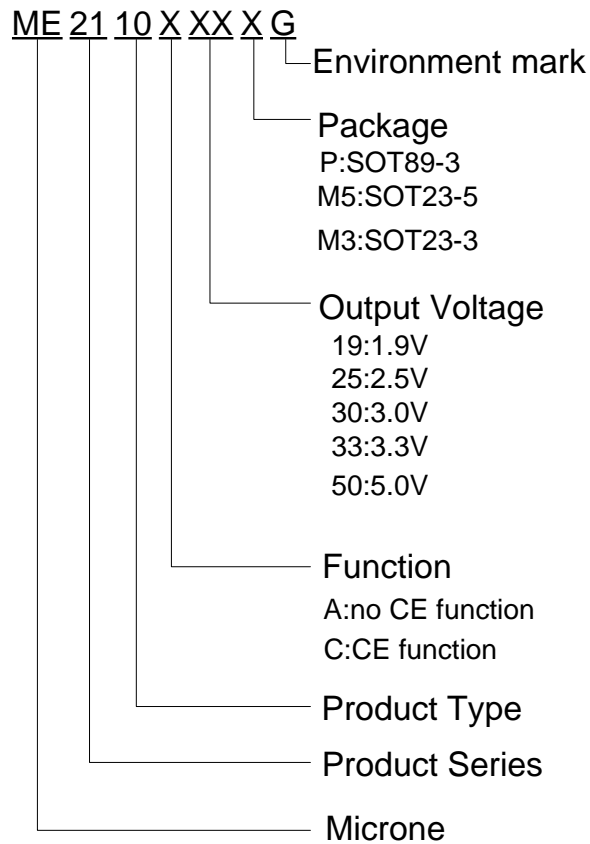 ME 21 10 X XX X G
Environment mark
Package
P:SOT89-3
M5:SOT23-5
M3:SOT23-3
Output Voltage
19:1.9V
25:2.5V
30:3.0V
33:3.3V
50:5.0V
Function
A:no CE function
C:CE function
Product Type
Product Series
Microne